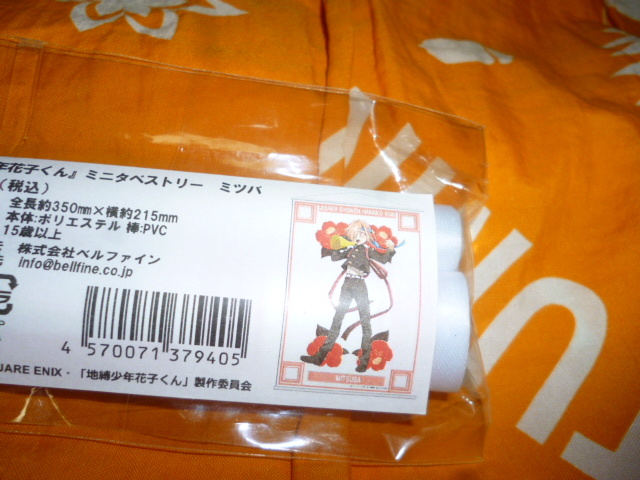 年花子くん』ミニタペストリー　ミツバ
(税込)
全長約350mm×横約215mm
本体:ポリエステル 棒:PVC
15歳以上
株式会社ベルファイン
info@bellfine.co.jp
4 570071 379405
UARE ENIX・「地縛少年花子くん」製作委員会
MITSUBA